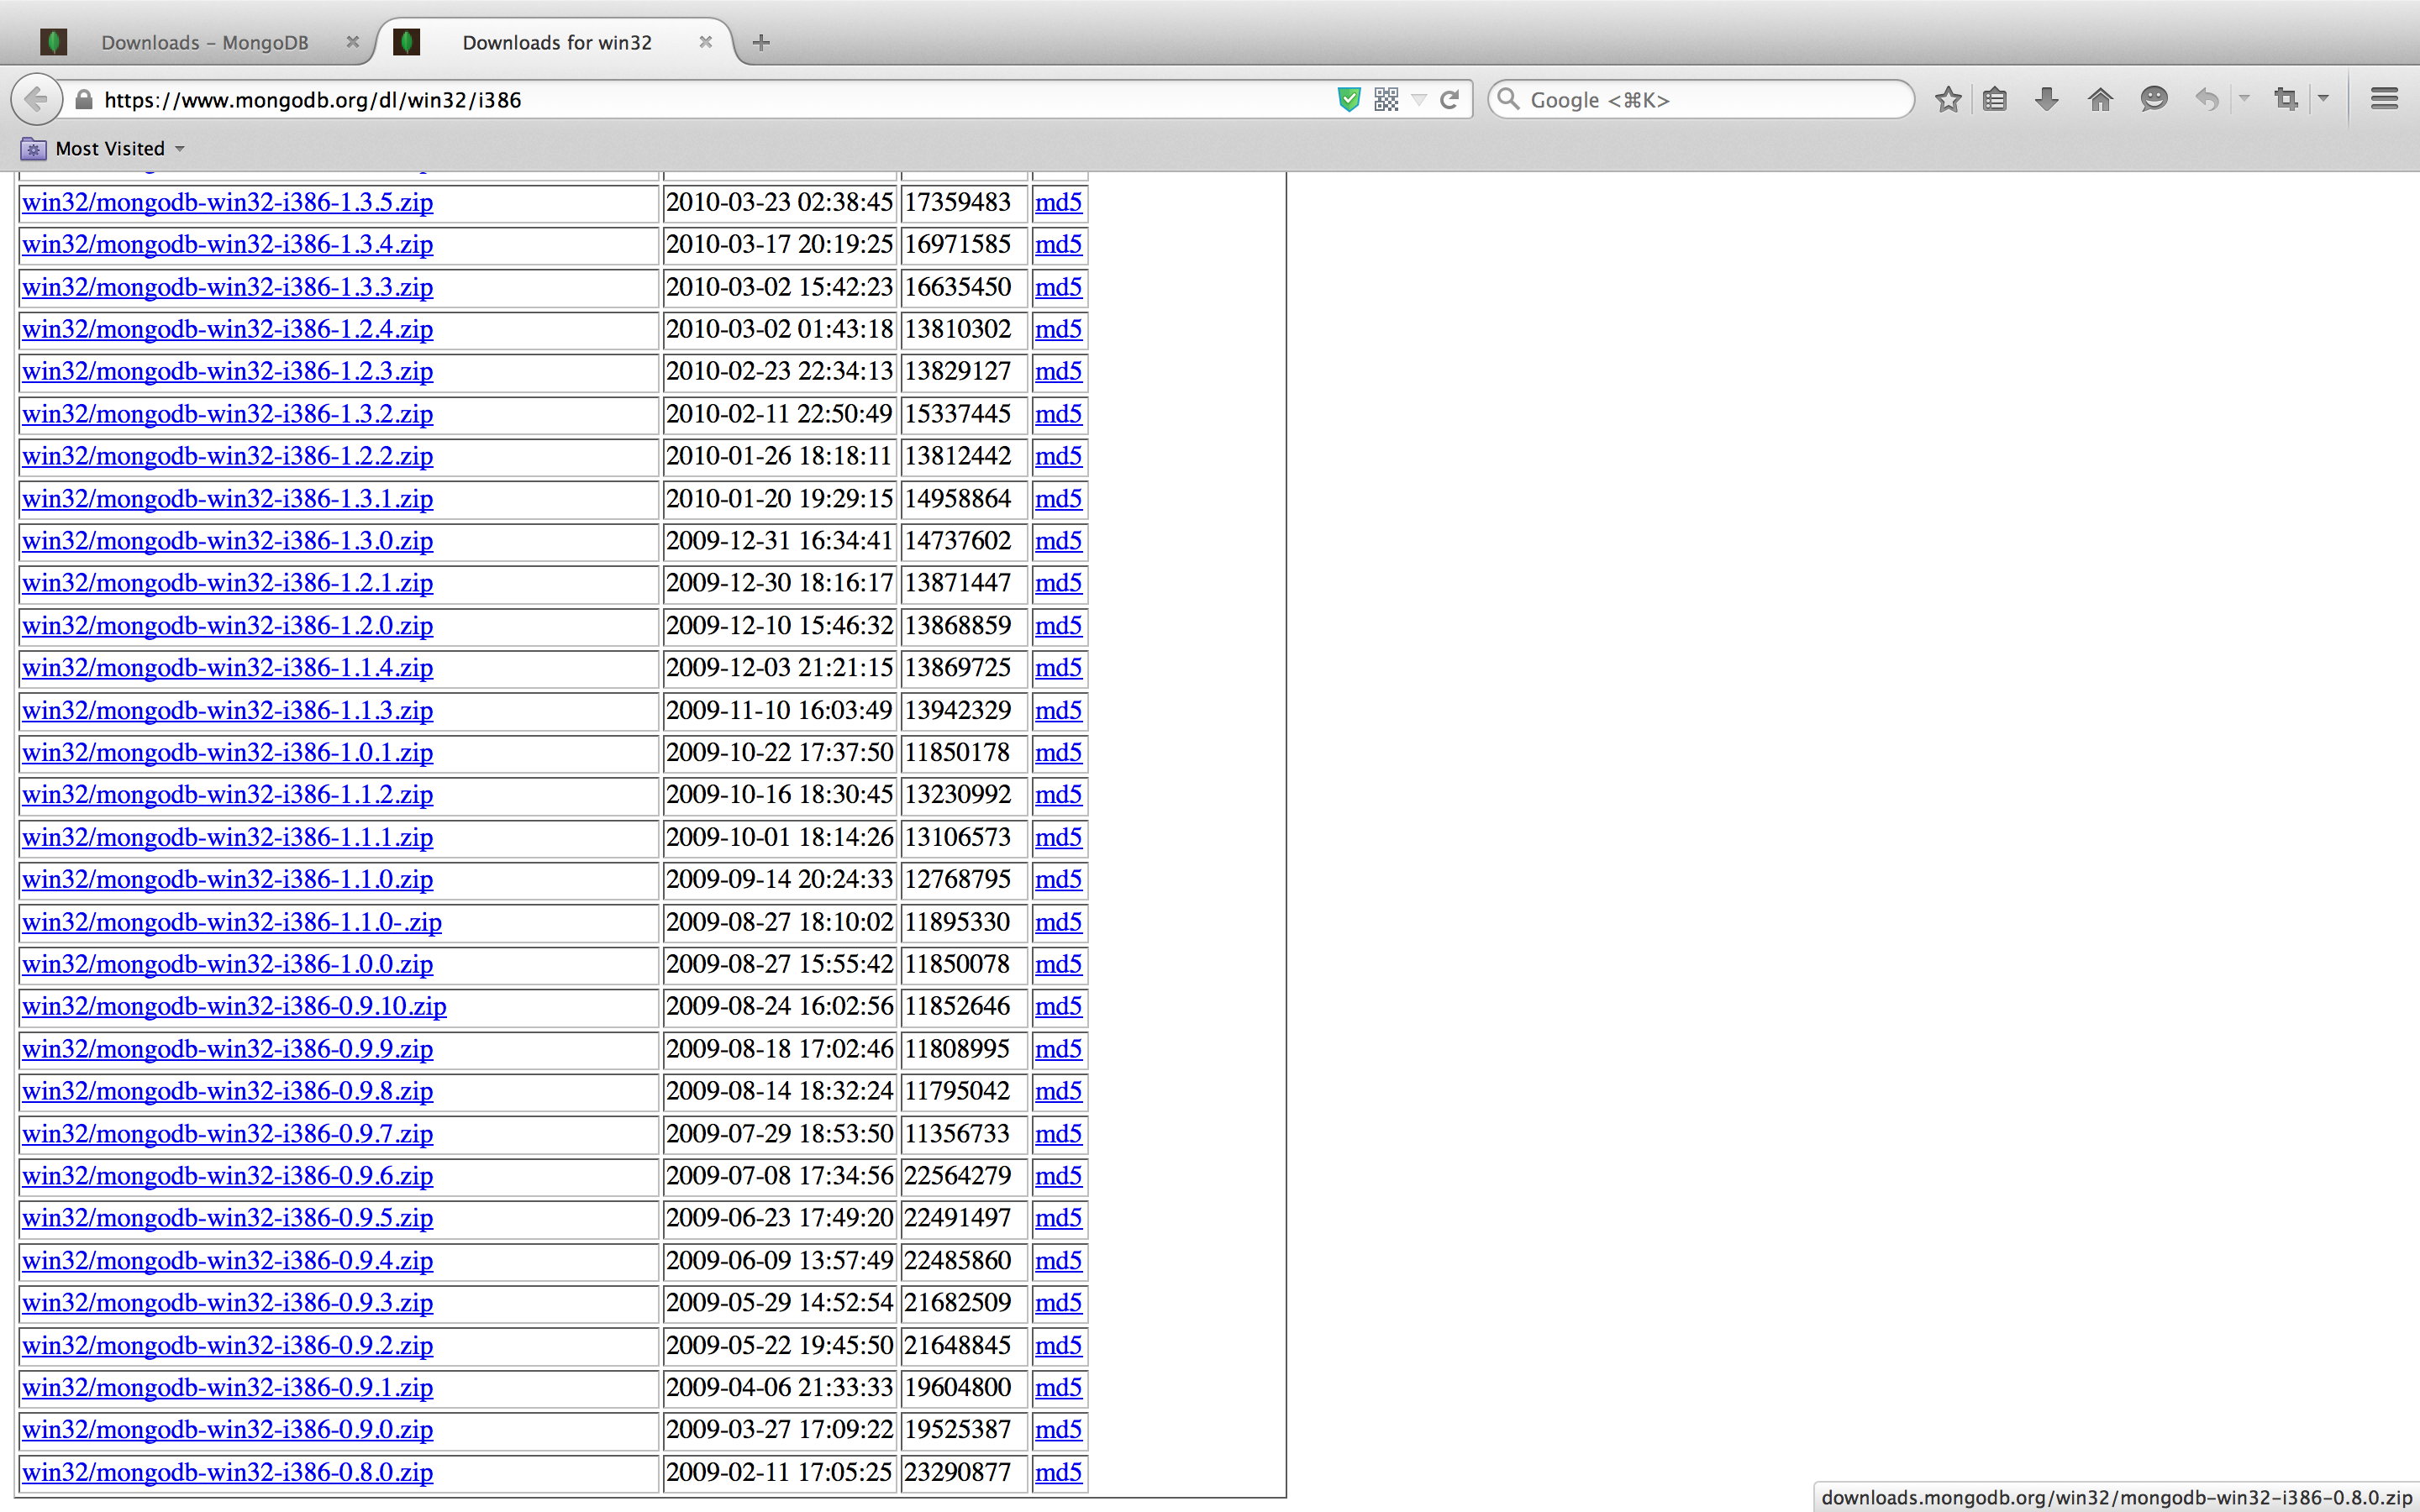 Downloads – MongoDB
Downloads for win32
https://www.mongodb.org/dl/win32/i386
Google <⌘K>
Most Visited
win32/mongodb-win32-i386-1.3.5.zip 2010-03-23 02:38:45 17359483 md5
win32/mongodb-win32-i386-1.3.4.zip 2010-03-17 20:19:25 16971585 md5
win32/mongodb-win32-i386-1.3.3.zip 2010-03-02 15:42:23 16635450 md5
win32/mongodb-win32-i386-1.2.4.zip 2010-03-02 01:43:18 13810302 md5
win32/mongodb-win32-i386-1.2.3.zip 2010-02-23 22:34:13 13829127 md5
win32/mongodb-win32-i386-1.3.2.zip 2010-02-11 22:50:49 15337445 md5
win32/mongodb-win32-i386-1.2.2.zip 2010-01-26 18:18:11 13812442 md5
win32/mongodb-win32-i386-1.3.1.zip 2010-01-20 19:29:15 14958864 md5
win32/mongodb-win32-i386-1.3.0.zip 2009-12-31 16:34:41 14737602 md5
win32/mongodb-win32-i386-1.2.1.zip 2009-12-30 18:16:17 13871447 md5
win32/mongodb-win32-i386-1.2.0.zip 2009-12-10 15:46:32 13868859 md5
win32/mongodb-win32-i386-1.1.4.zip 2009-12-03 21:21:15 13869725 md5
win32/mongodb-win32-i386-1.1.3.zip 2009-11-10 16:03:49 13942329 md5
win32/mongodb-win32-i386-1.0.1.zip 2009-10-22 17:37:50 11850178 md5
win32/mongodb-win32-i386-1.1.2.zip 2009-10-16 18:30:45 13230992 md5
win32/mongodb-win32-i386-1.1.1.zip 2009-10-01 18:14:26 13106573 md5
win32/mongodb-win32-i386-1.1.0.zip 2009-09-14 20:24:33 12768795 md5
win32/mongodb-win32-i386-1.1.0-.zip 2009-08-27 18:10:02 11895330 md5
win32/mongodb-win32-i386-1.0.0.zip 2009-08-27 15:55:42 11850078 md5
win32/mongodb-win32-i386-0.9.10.zip 2009-08-24 16:02:56 11852646 md5
win32/mongodb-win32-i386-0.9.9.zip 2009-08-18 17:02:46 11808995 md5
win32/mongodb-win32-i386-0.9.8.zip 2009-08-14 18:32:24 11795042 md5
win32/mongodb-win32-i386-0.9.7.zip 2009-07-29 18:53:50 11356733 md5
win32/mongodb-win32-i386-0.9.6.zip 2009-07-08 17:34:56 22564279 md5
win32/mongodb-win32-i386-0.9.5.zip 2009-06-23 17:49:20 22491497 md5
win32/mongodb-win32-i386-0.9.4.zip 2009-06-09 13:57:49 22485860 md5
win32/mongodb-win32-i386-0.9.3.zip 2009-05-29 14:52:54 21682509 md5
win32/mongodb-win32-i386-0.9.2.zip 2009-05-22 19:45:50 21648845 md5
win32/mongodb-win32-i386-0.9.1.zip 2009-04-06 21:33:33 19604800 md5
win32/mongodb-win32-i386-0.9.0.zip 2009-03-27 17:09:22 19525387 md5
win32/mongodb-win32-i386-0.8.0.zip 2009-02-11 17:05:25 23290877 md5
downloads.mongodb.org/win32/mongodb-win32-i386-0.8.0.zip